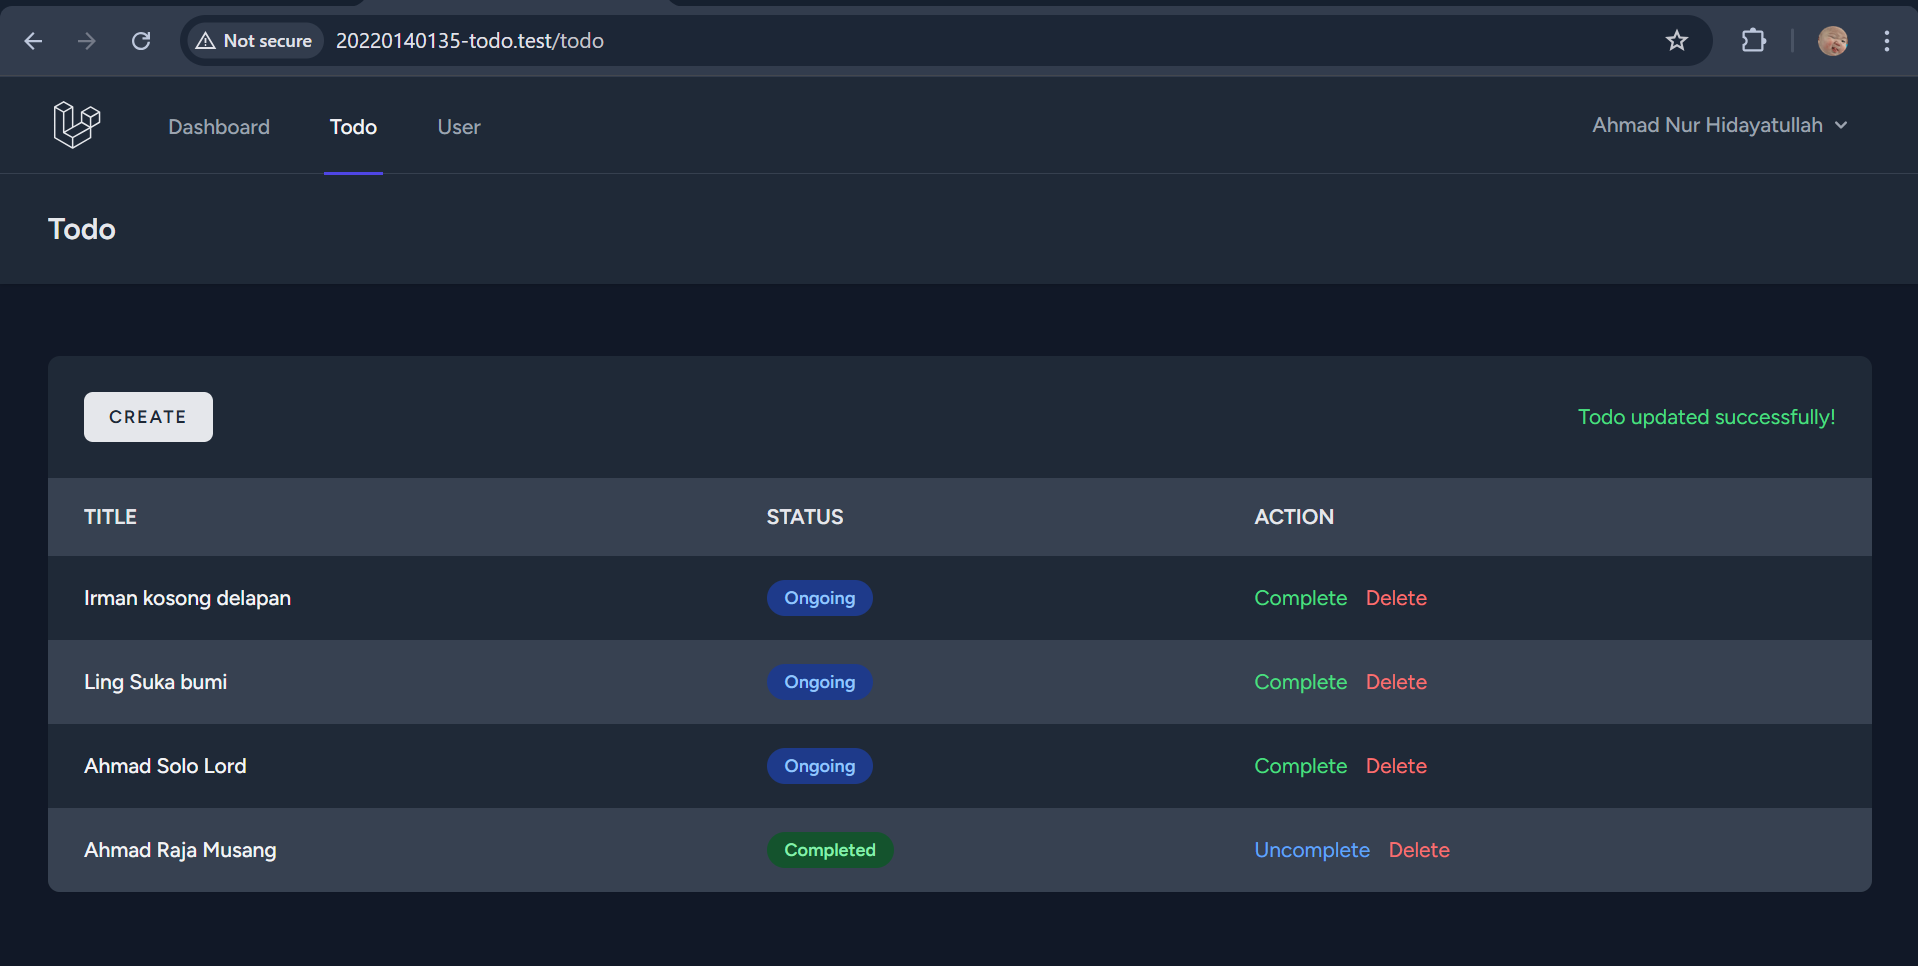 Not secure 20220140135-todo.test/todo
Dashboard Todo User Ahmad Nur Hidayatullah
Todo
CREATE Todo updated successfully!
TITLE STATUS ACTION
Irman kosong delapan Ongoing Complete Delete
Ling Suka bumi Ongoing Complete Delete
Ahmad Solo Lord Ongoing Complete Delete
Ahmad Raja Musang Completed Uncomplete Delete